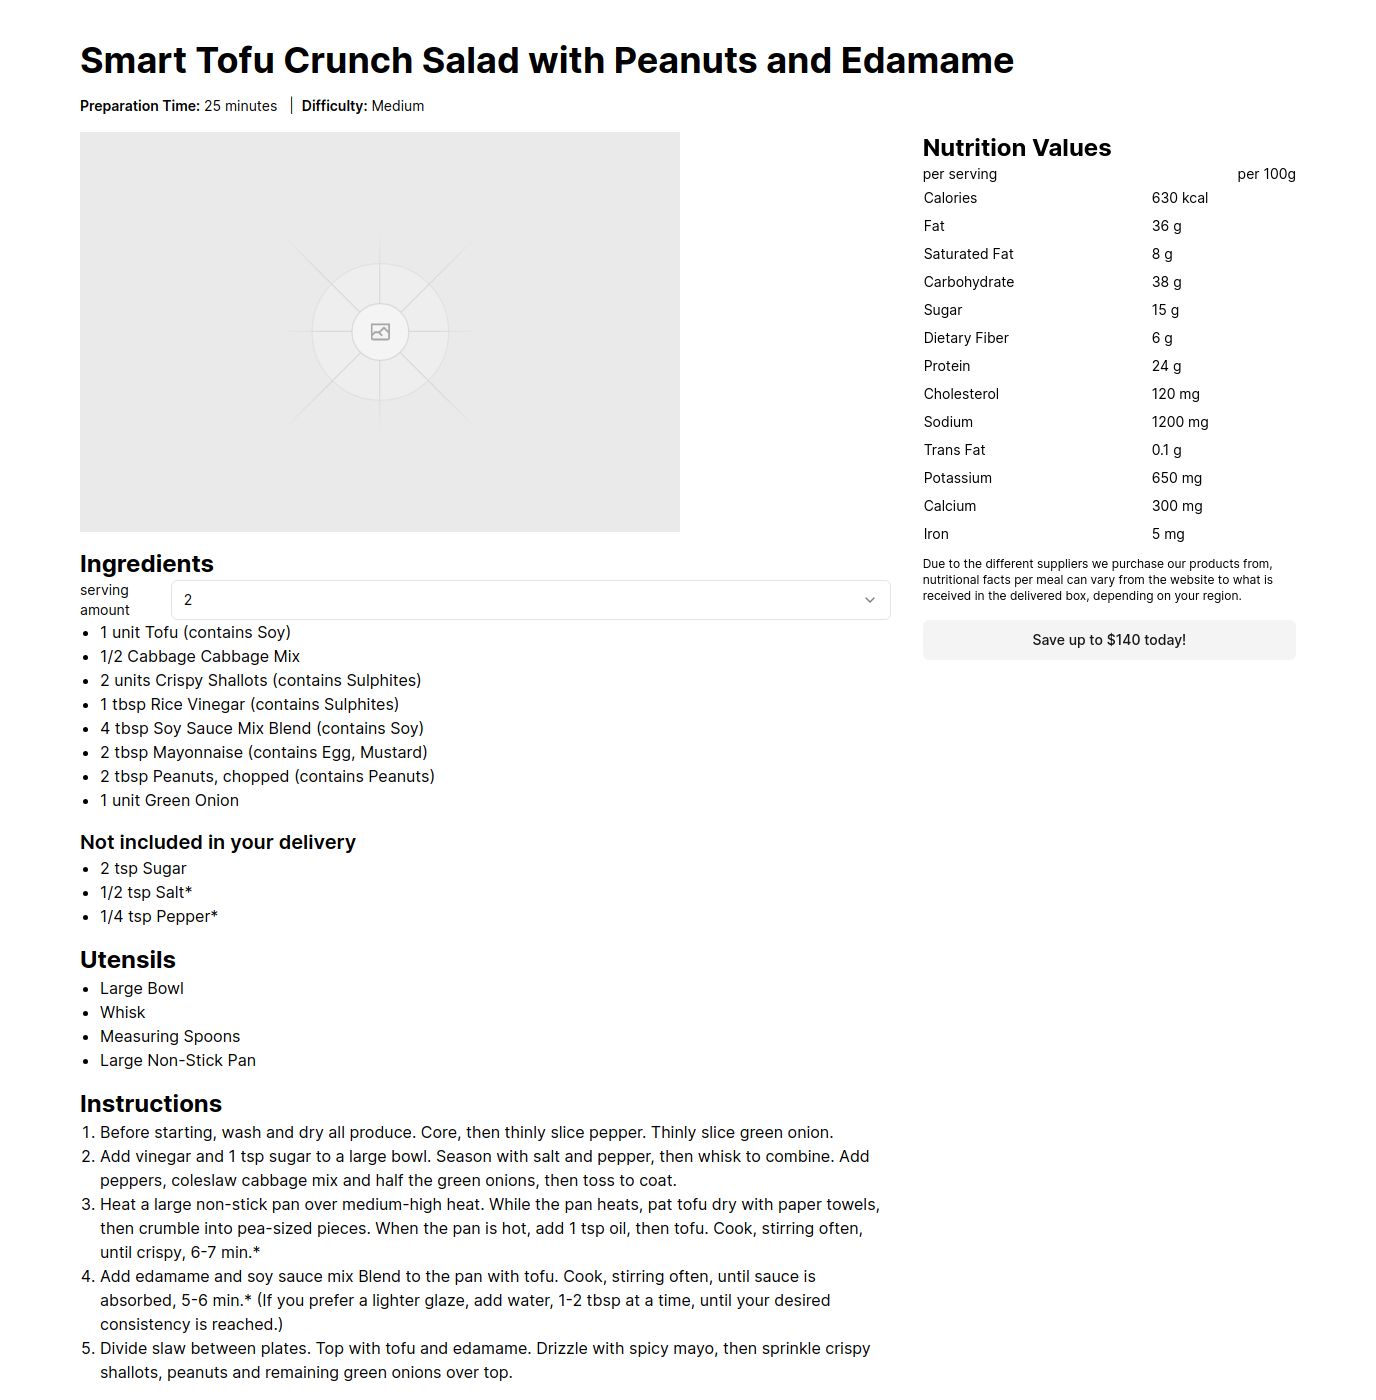 Smart Tofu Crunch Salad with Peanuts and Edamame
Preparation Time: 25 minutes | Difficulty: Medium
Ingredients
serving
amount
2
1 unit Tofu (contains Soy)
1/2 Cabbage Cabbage Mix
2 units Crispy Shallots (contains Sulphites)
1 tbsp Rice Vinegar (contains Sulphites)
4 tbsp Soy Sauce Mix Blend (contains Soy)
2 tbsp Mayonnaise (contains Egg, Mustard)
2 tbsp Peanuts, chopped (contains Peanuts)
1 unit Green Onion
Not included in your delivery
2 tsp Sugar
1/2 tsp Salt*
1/4 tsp Pepper*
Utensils
Large Bowl
Whisk
Measuring Spoons
Large Non-Stick Pan
Instructions
1. Before starting, wash and dry all produce. Core, then thinly slice pepper. Thinly slice green onion.
2. Add vinegar and 1 tsp sugar to a large bowl. Season with salt and pepper, then whisk to combine. Add
peppers, coleslaw cabbage mix and half the green onions, then toss to coat.
3. Heat a large non-stick pan over medium-high heat. While the pan heats, pat tofu dry with paper towels,
then crumble into pea-sized pieces. When the pan is hot, add 1 tsp oil, then tofu. Cook, stirring often,
until crispy, 6-7 min.*
4. Add edamame and soy sauce mix Blend to the pan with tofu. Cook, stirring often, until sauce is
absorbed, 5-6 min.* (If you prefer a lighter glaze, add water, 1-2 tbsp at a time, until your desired
consistency is reached.)
5. Divide slaw between plates. Top with tofu and edamame. Drizzle with spicy mayo, then sprinkle crispy
shallots, peanuts and remaining green onions over top.
Nutrition Values
per serving per 100g
Calories 630 kcal
Fat 36 g
Saturated Fat 8 g
Carbohydrate 38 g
Sugar 15 g
Dietary Fiber 6 g
Protein 24 g
Cholesterol 120 mg
Sodium 1200 mg
Trans Fat 0.1 g
Potassium 650 mg
Calcium 300 mg
Iron 5 mg
Due to the different suppliers we purchase our products from,
nutritional facts per meal can vary from the website to what is
received in the delivered box, depending on your region.
Save up to $140 today!